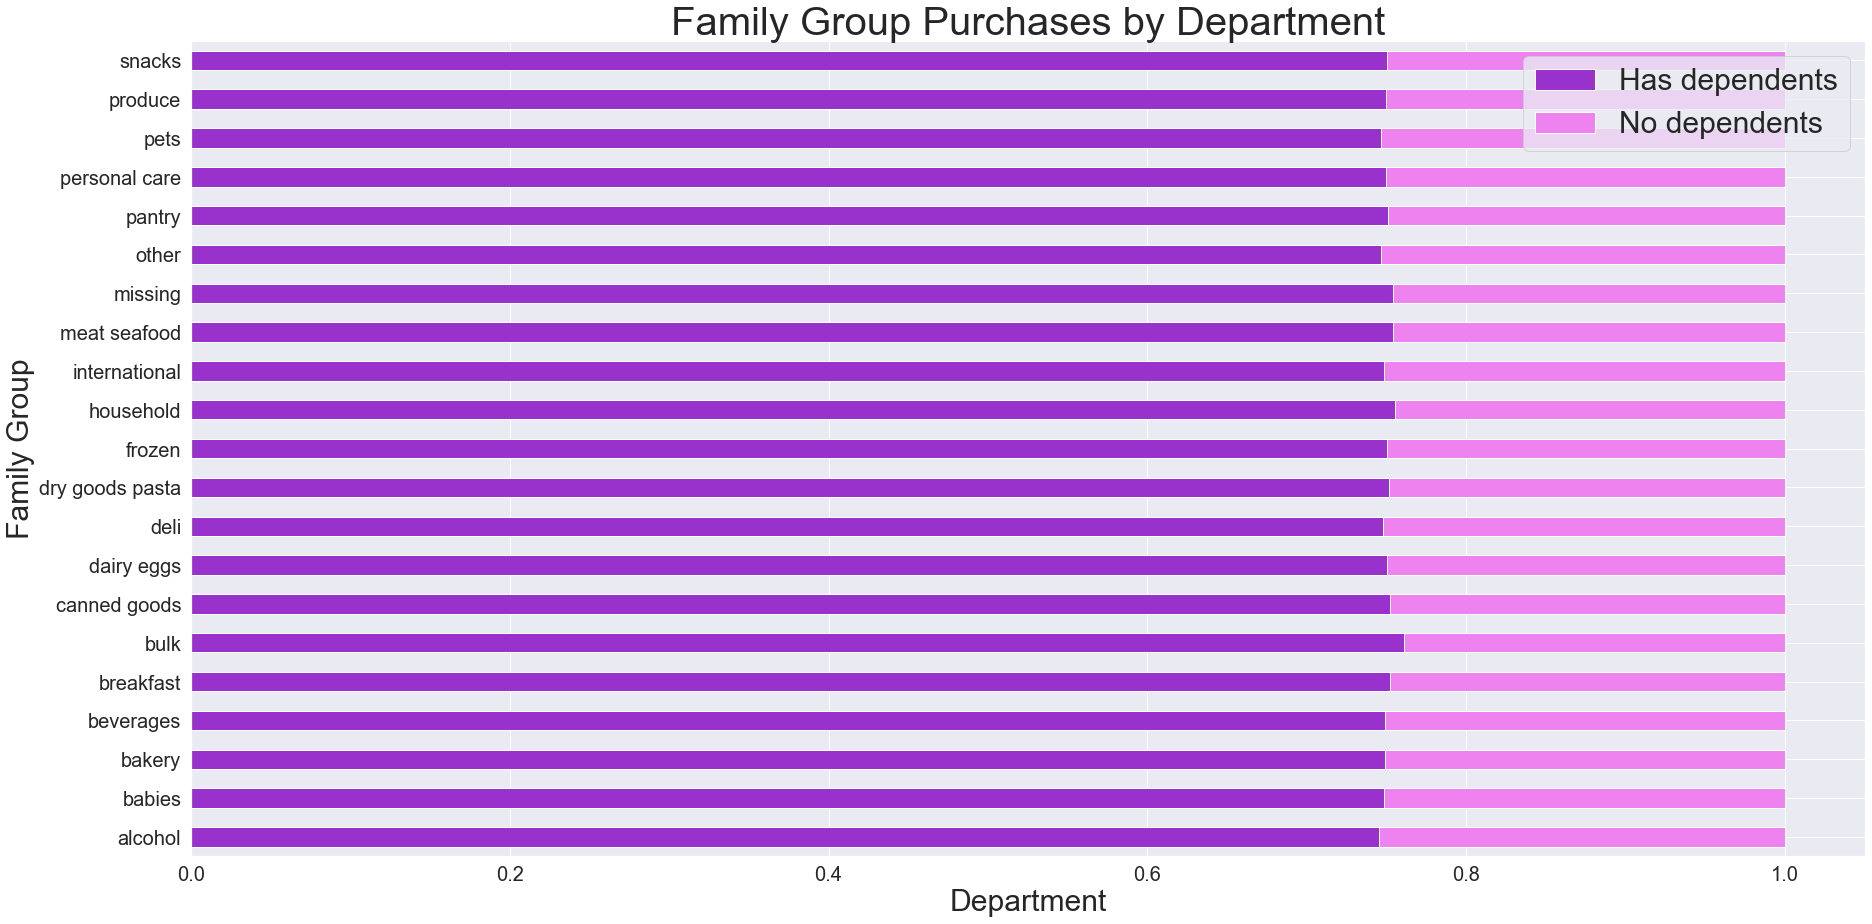 Family Group Purchases by Department
Has dependents
No dependents
Family Group
snacks
produce
pets
personal care
pantry
other
missing
meat seafood
international
household
frozen
dry goods pasta
deli
dairy eggs
canned goods
bulk
breakfast
beverages
bakery
babies
alcohol
0.0 0.2 0.4 0.6 0.8 1.0
Department